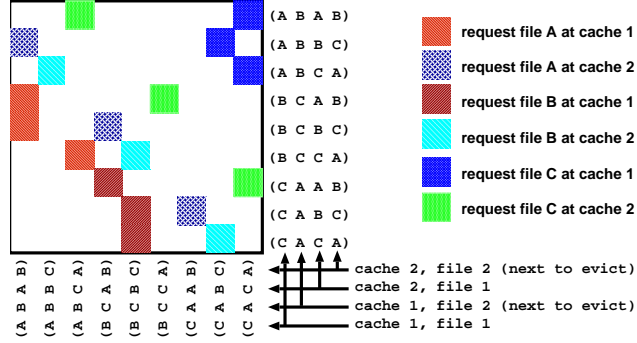 (A B A B)
(A B B C)
(A B C A)
(B C A B)
(B C B C)
(B C C A)
(C A A B)
(C A B C)
(C A C A)
request file A at cache 1
request file A at cache 2
request file B at cache 1
request file B at cache 2
request file C at cache 1
request file C at cache 2
(A B A B)
(A B B C)
(A B C A)
(B C A B)
(B C B C)
(B C C A)
(C A A B)
(C A B C)
(C A C A)
cache 2, file 2 (next to evict)
cache 2, file 1
cache 1, file 2 (next to evict)
cache 1, file 1